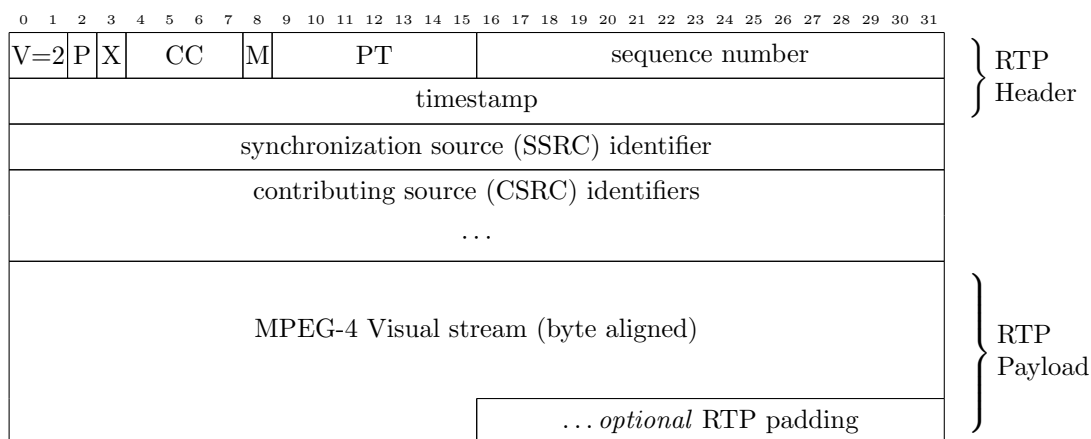 0 1 2 3 4 5 6 7 8 9 10 11 12 13 14 15 16 17 18 19 20 21 22 23 24 25 26 27 28 29 30 31
V=2 P X CC M PT sequence number
RTP
Header
timestamp
synchronization source (SSRC) identifier
contributing source (CSRC) identifiers
...
MPEG-4 Visual stream (byte aligned)
RTP
Payload
... optional RTP padding